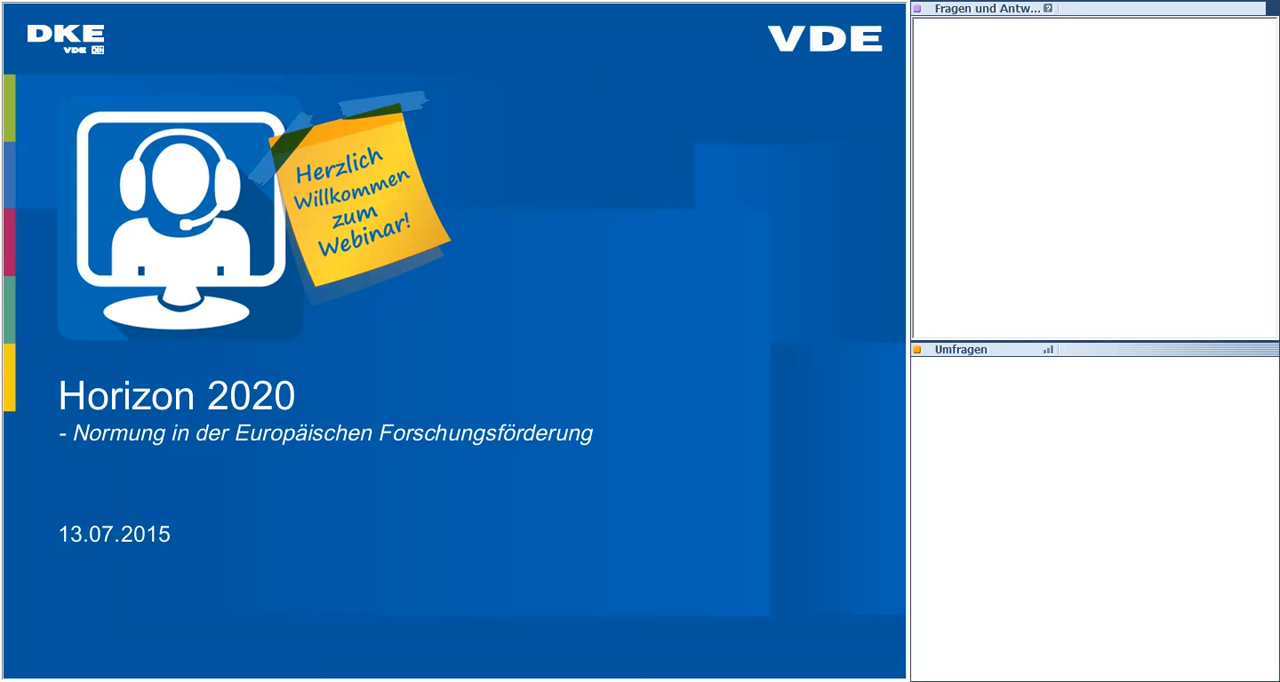 DKE
VDE DIN
VDE
Herzlich
Willkommen
zum
Webinar!
Horizon 2020
- Normung in der Europäischen Forschungsförderung
13.07.2015
Fragen und Antw...
Umfragen